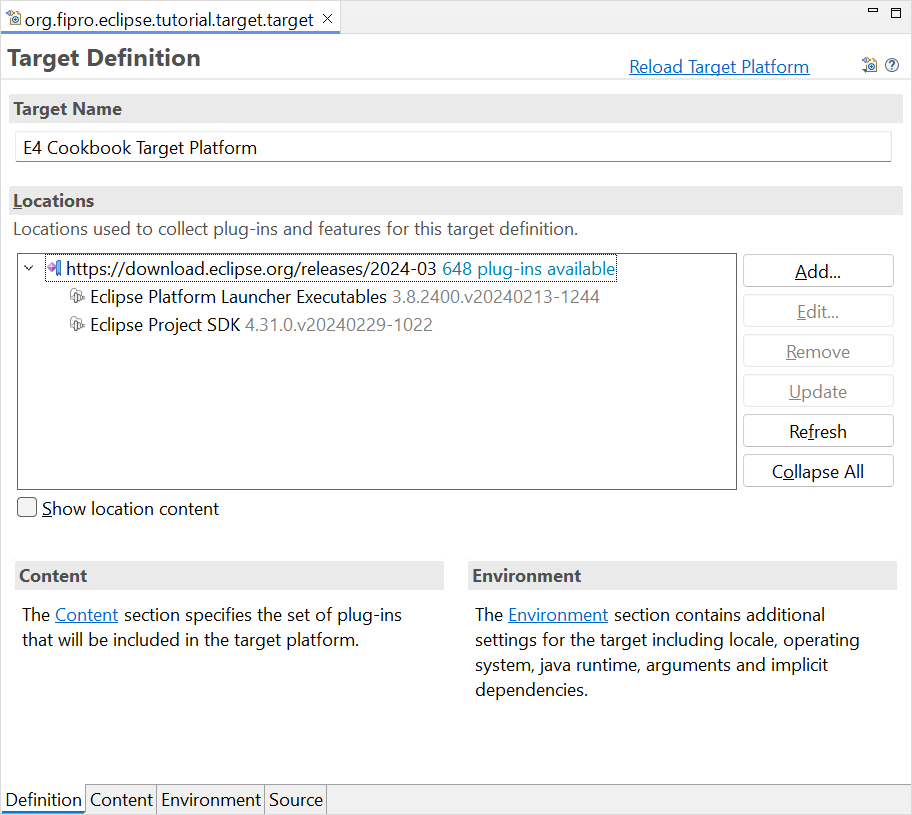 org.fipro.eclipse.tutorial.target.target
Target Definition
Reload Target Platform
Target Name
E4 Cookbook Target Platform
Locations
Locations used to collect plug-ins and features for this target definition.
https://download.eclipse.org/releases/2024-03 648 plug-ins available
Eclipse Platform Launcher Executables 3.8.2400.v20240213-1244
Eclipse Project SDK 4.31.0.v20240229-1022
Add...
Edit...
Remove
Update
Refresh
Collapse All
Show location content
Content
The Content section specifies the set of plug-ins
that will be included in the target platform.
Environment
The Environment section contains additional
settings for the target including locale, operating
system, java runtime, arguments and implicit
dependencies.
Definition
Content
Environment
Source